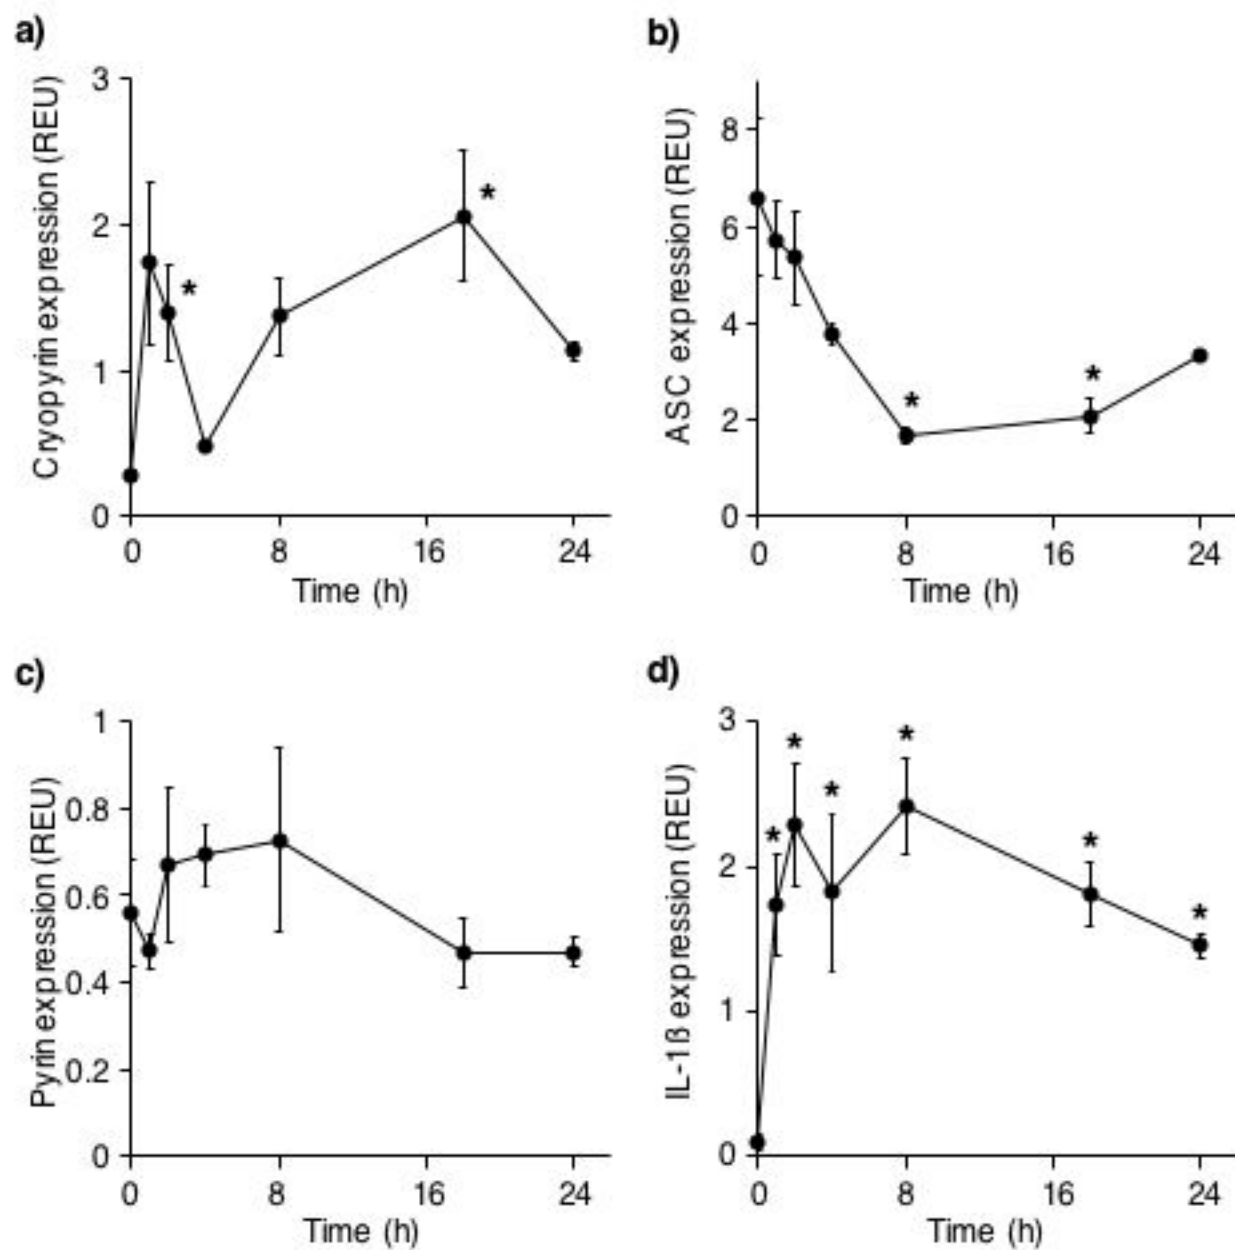 a)
Cryopyrin expression (REU)
3
2
1
0
*
*
0 8 16 24
Time (h)
b)
ASC expression (REU)
8
6
4
2
0
*
*
0 8 16 24
Time (h)
c)
Pyrin expression (REU)
1
0.8
0.6
0.4
0.2
0
0 8 16 24
Time (h)
d)
IL-1ß expression (REU)
3
2
1
0
*
*
*
*
*
*
0 8 16 24
Time (h)